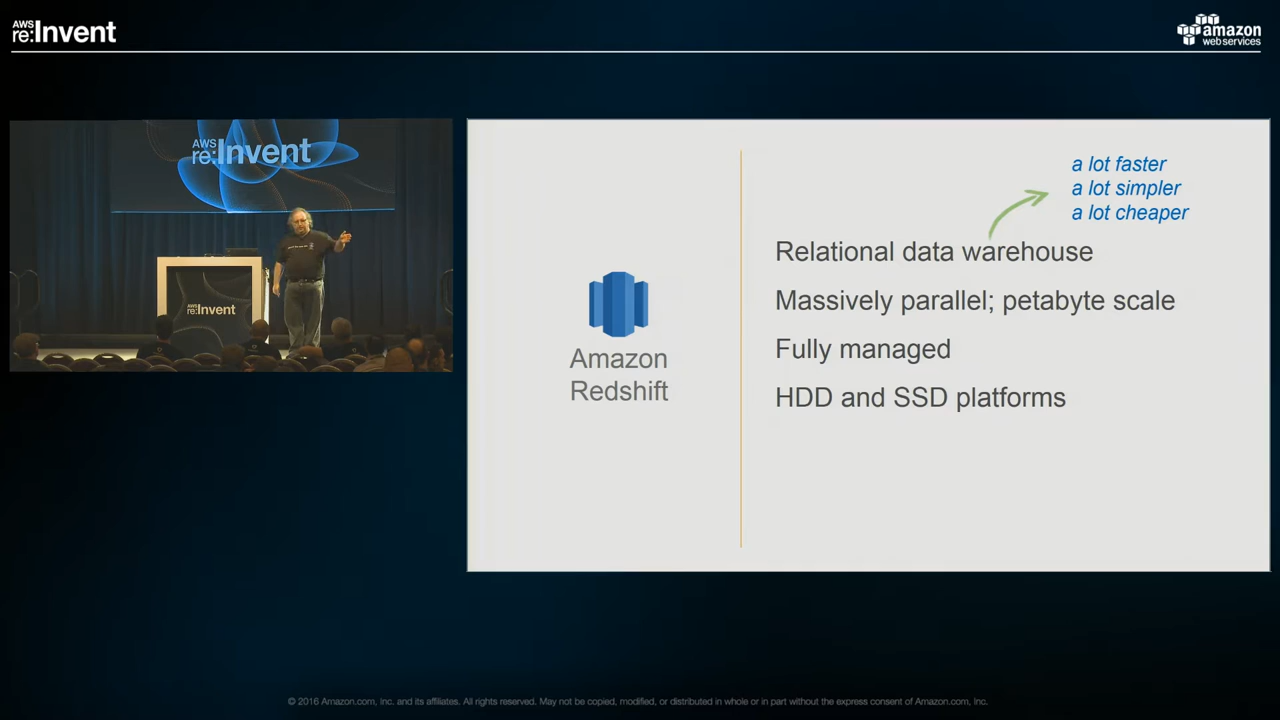 AWS
re:Invent
amazon
web services
AWS
re:Invent
AWS
re:Invent
a lot faster
a lot simpler
a lot cheaper
Relational data warehouse
Massively parallel; petabyte scale
Fully managed
HDD and SSD platforms
Amazon
Redshift
© 2016 Amazon.com, Inc. and its affiliates. All rights reserved. May not be copied, modified, or distributed in whole or in part without the express consent of Amazon.com, Inc.